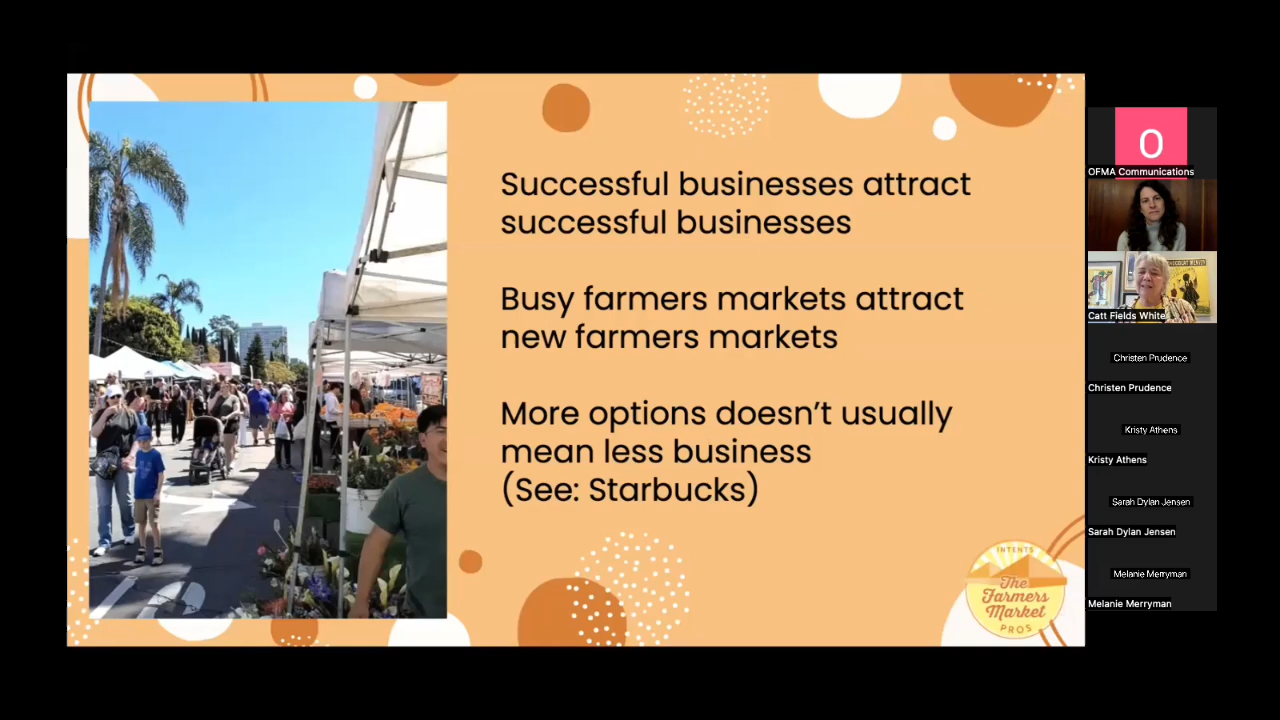 Successful businesses attract
successful businesses
Busy farmers markets attract
new farmers markets
More options doesn't usually
mean less business
(See: Starbucks)
INTENTS
The
Farmers
Market
PROS
O
OFMA Communications
CHOCOLAT MENIER
Catt Fields White
Christen Prudence
Christen Prudence
Kristy Athens
Kristy Athens
Sarah Dylan Jensen
Sarah Dylan Jensen
Melanie Merryman
Melanie Merryman